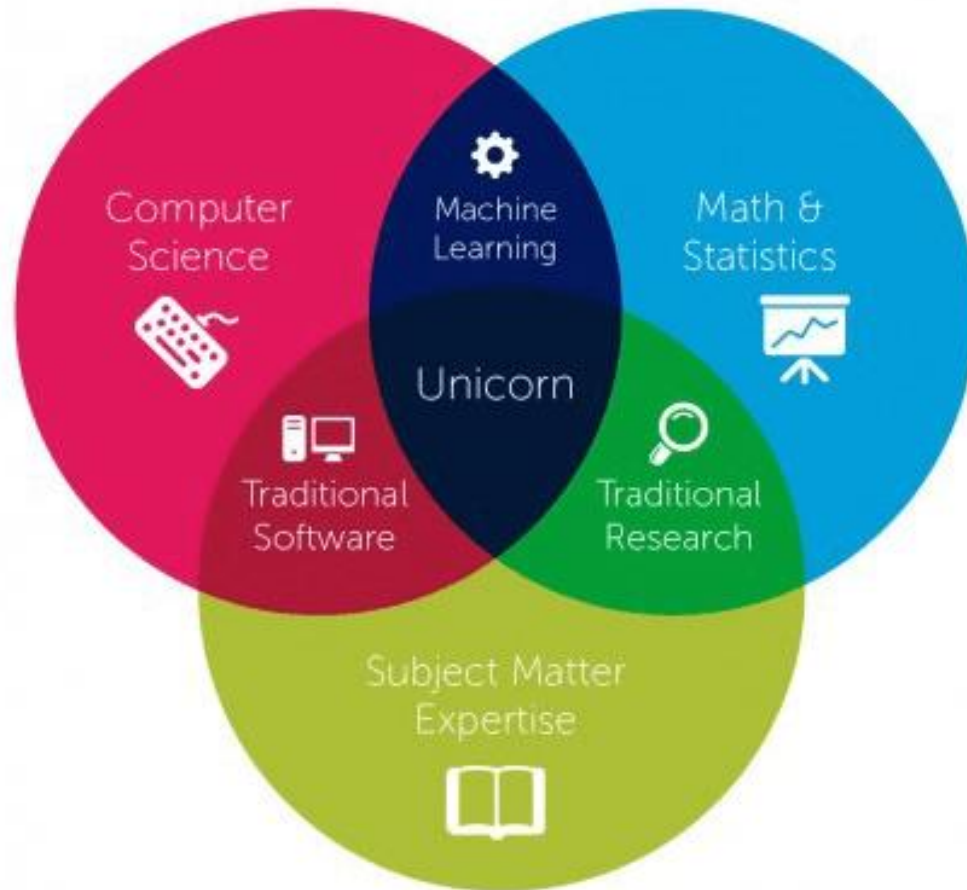 Computer
Science
Machine
Learning
Math &
Statistics
Unicorn
Traditional
Software
Traditional
Research
Subject Matter
Expertise